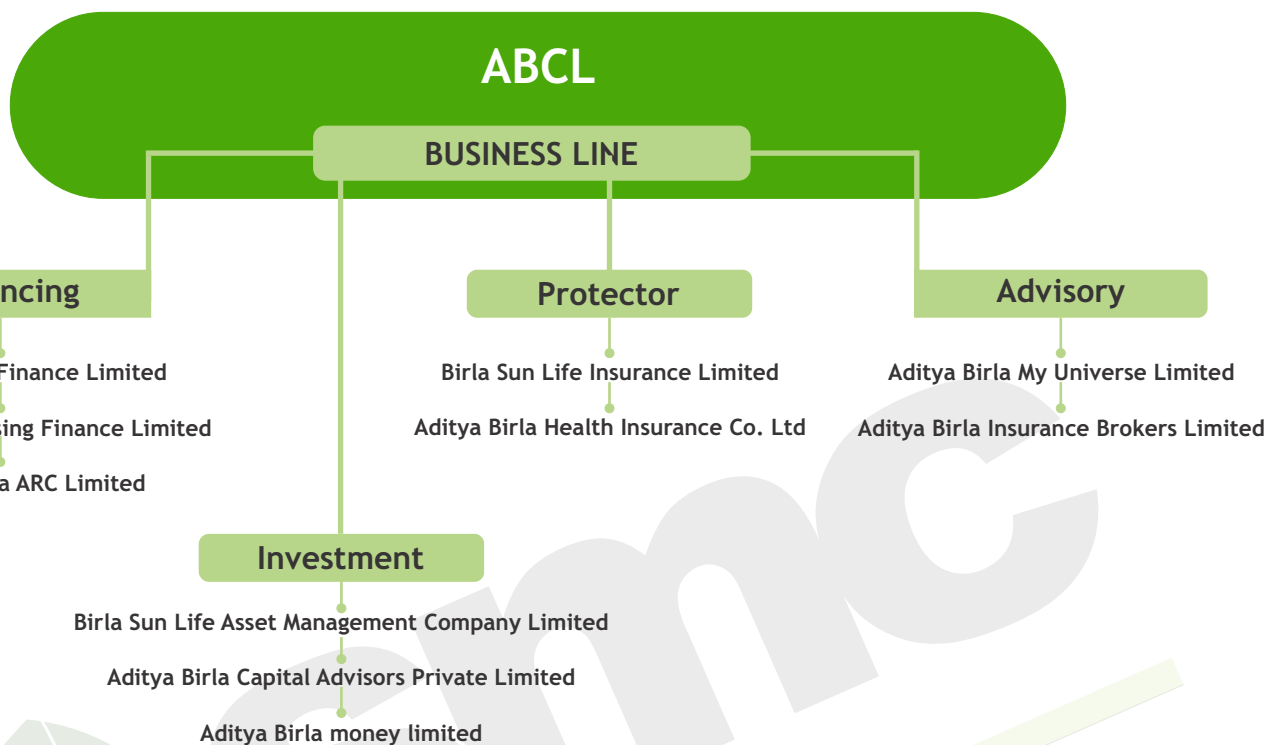 ABCL
BUSINESS LINE
ncing
Finance Limited
sing Finance Limited
a ARC Limited
Protector
Birla Sun Life Insurance Limited
Aditya Birla Health Insurance Co. Ltd
Advisory
Aditya Birla My Universe Limited
Aditya Birla Insurance Brokers Limited
Investment
Birla Sun Life Asset Management Company Limited
Aditya Birla Capital Advisors Private Limited
Aditya Birla money limited
smc